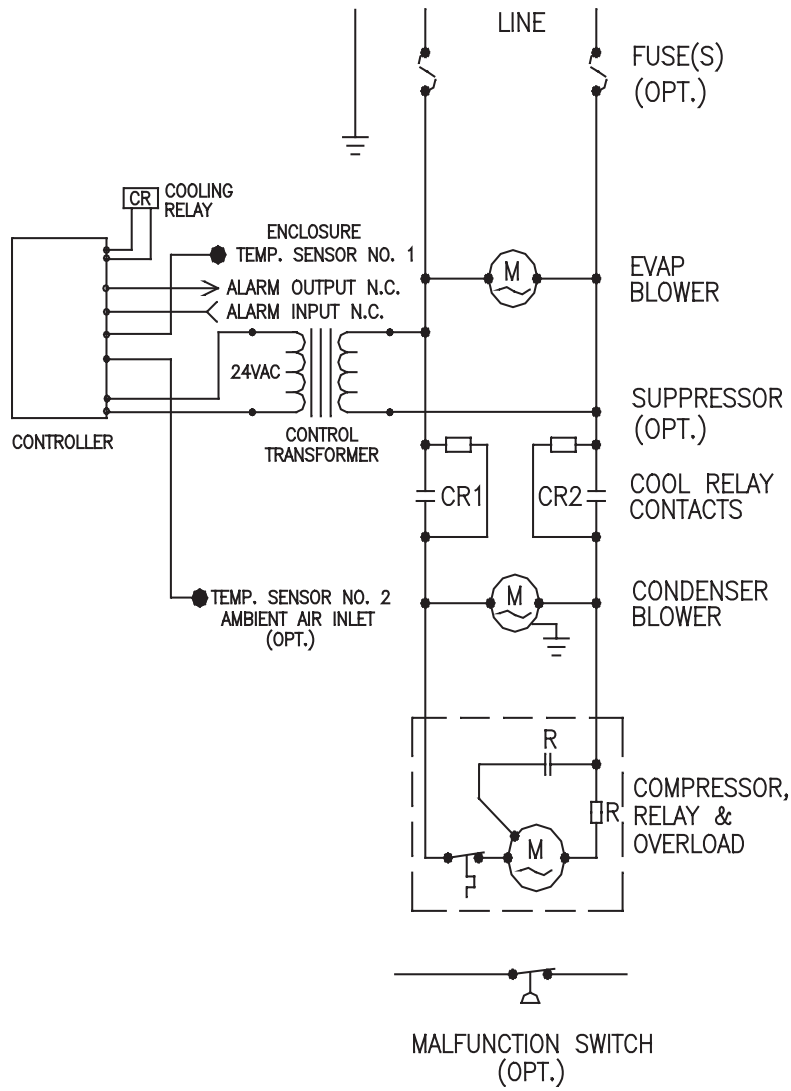 LINE
FUSE(S)
(OPT.)
CR
COOLING
RELAY
ENCLOSURE
TEMP. SENSOR NO. 1
ALARM OUTPUT N.C.
ALARM INPUT N.C.
M
EVAP
BLOWER
24VAC
CONTROLLER
CONTROL
TRANSFORMER
SUPPRESSOR
(OPT.)
CR1
CR2
COOL RELAY
CONTACTS
TEMP. SENSOR NO. 2
AMBIENT AIR INLET
(OPT.)
M
CONDENSER
BLOWER
R
R
M
COMPRESSOR,
RELAY &
OVERLOAD
MALFUNCTION SWITCH
(OPT.)